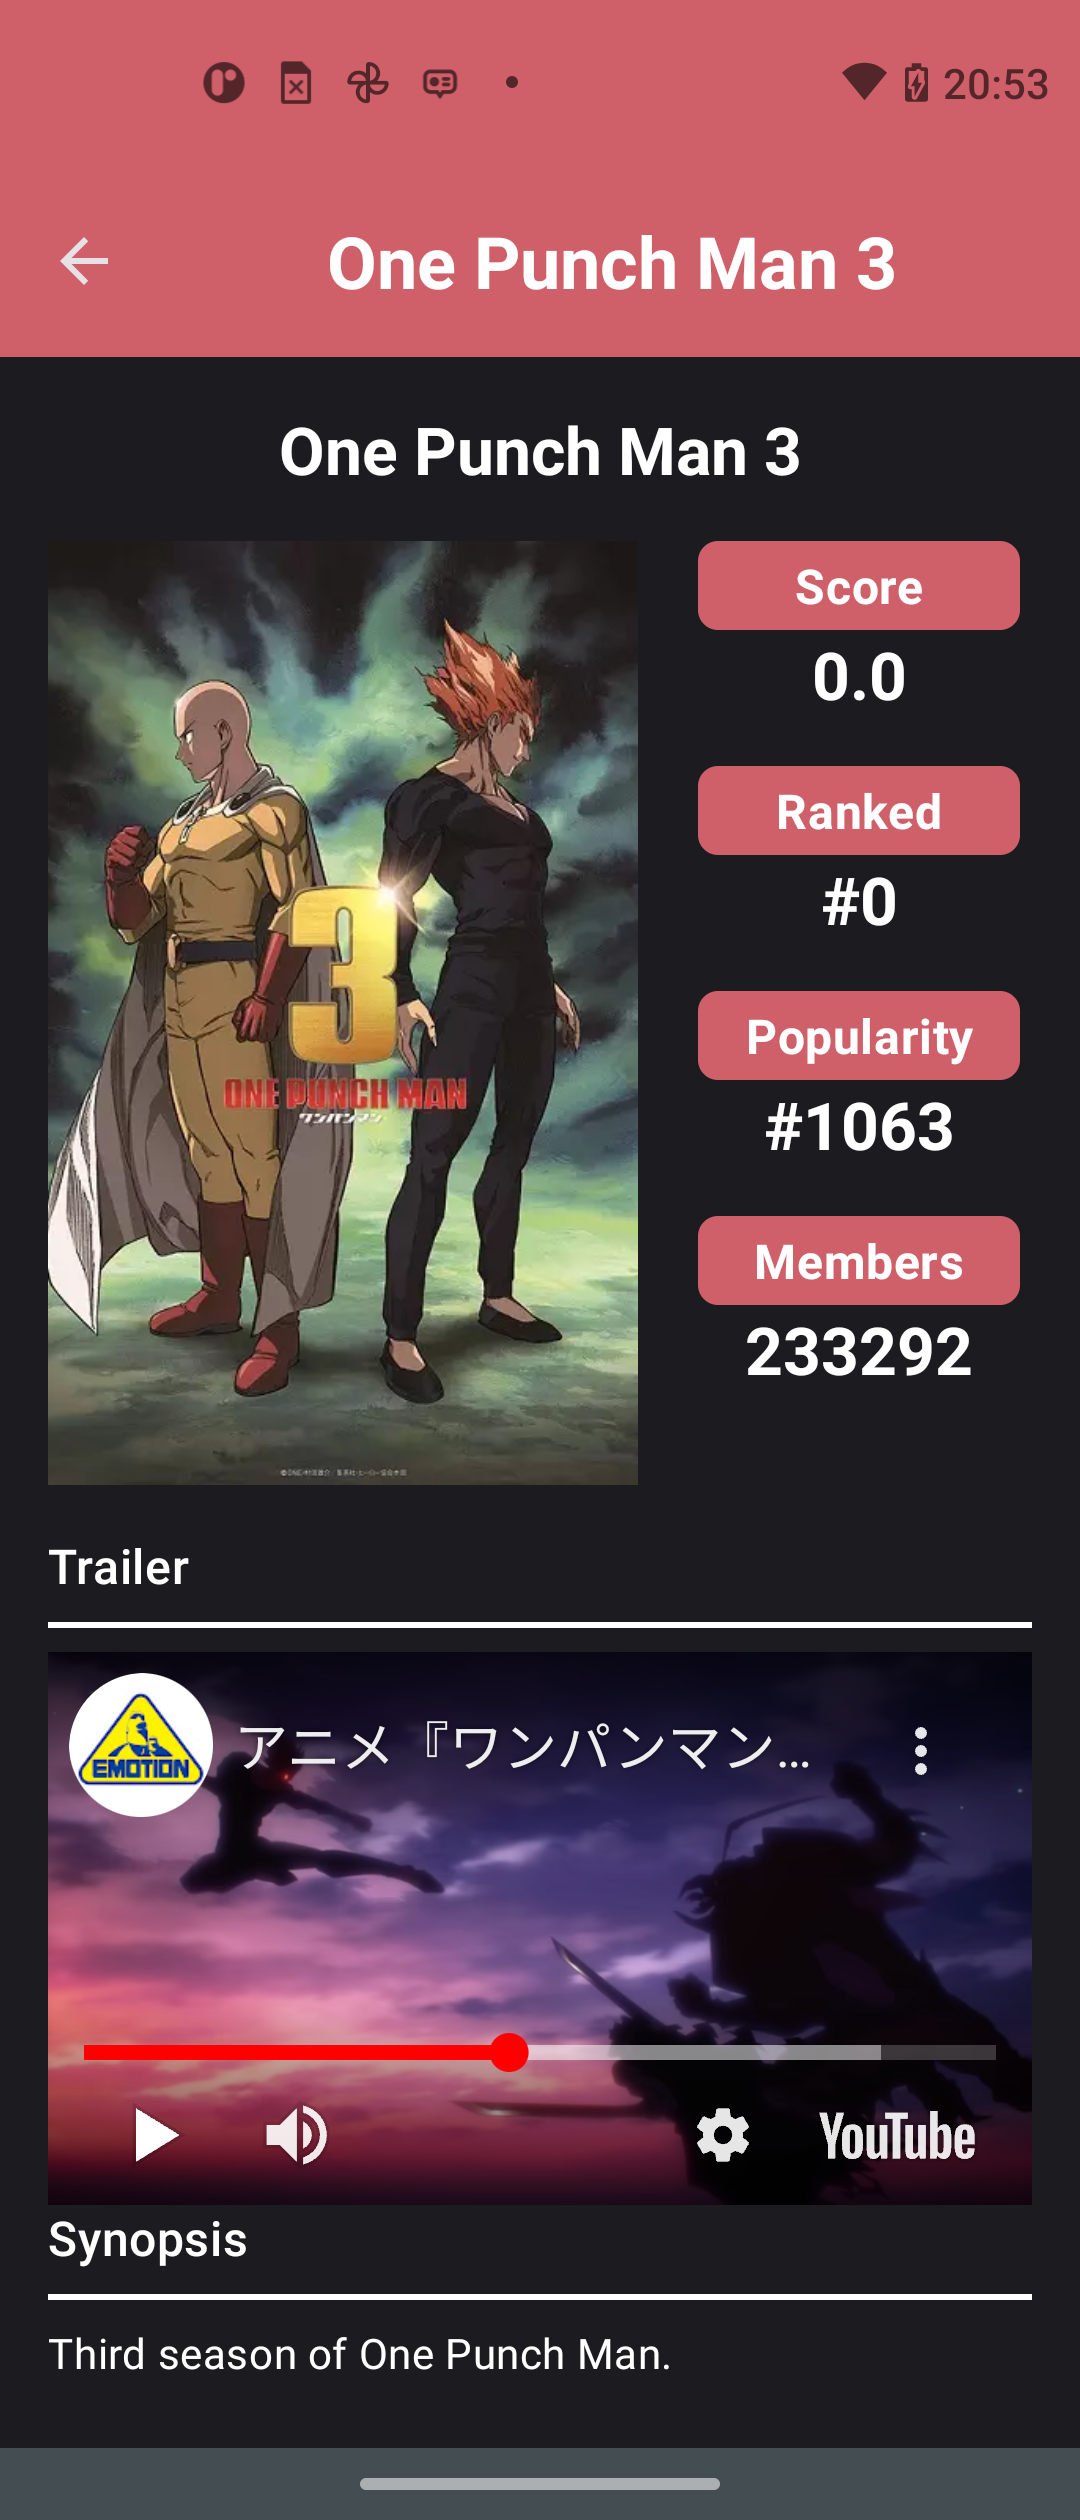 20:53
One Punch Man 3
One Punch Man 3
Score
0.0
Ranked
#0
Popularity
#1063
Members
233292
3
ONE PUNCH MAN
ワンパンマン
Trailer
EMOTION
アニメ『ワンパンマン...
YouTube
Synopsis
Third season of One Punch Man.